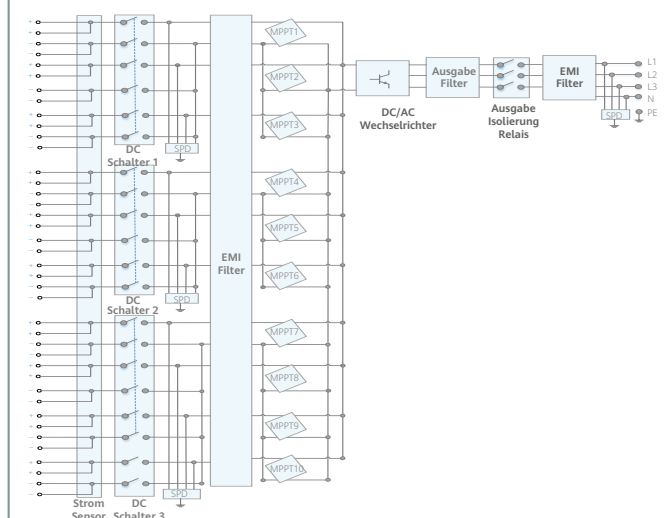 MPPT1
MPPT2
MPPT3
SPD
DC
Schalter 1
MPPT4
MPPT5
MPPT6
SPD
DC
Schalter 2
MPPT7
MPPT8
MPPT9
MPPT10
SPD
Strom
Sensor
DC
Schalter 3
EMI
Filter
DC/AC
Wechselrichter
Ausgabe
Filter
Ausgabe
Isolierung
Relais
EMI
Filter
SPD
L1
L2
L3
N
PE